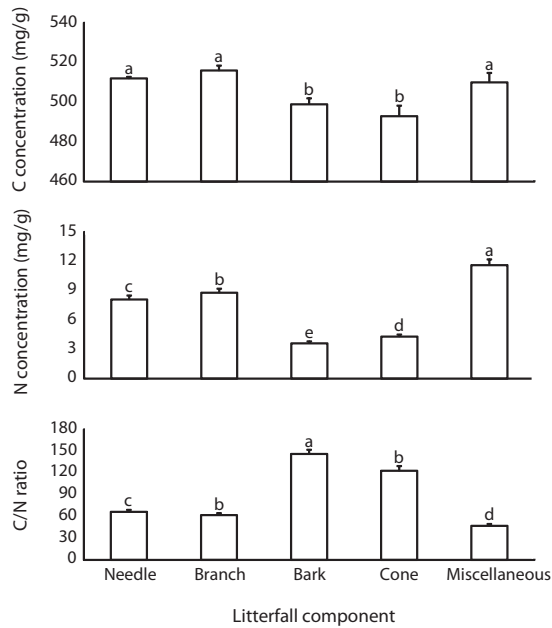 C concentration (mg/g)
540
520
500
480
460
a
a
b
b
a
N concentration (mg/g)
15
12
9
6
3
0
c
b
e
d
a
C/N ratio
180
150
120
90
60
30
0
c
b
a
b
d
Needle Branch Bark Cone Miscellaneous
Litterfall component